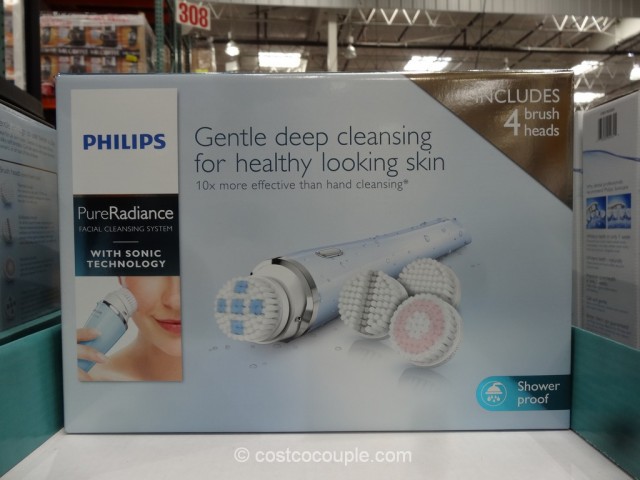 308
PHILIPS
PureRadiance
FACIAL CLEANSING SYSTEM
WITH SONIC
TECHNOLOGY
Gentle deep cleansing
for healthy looking skin
10x more effective than hand cleansing*
INCLUDES
4 brush
heads
Shower
proof
© costcocouple.com